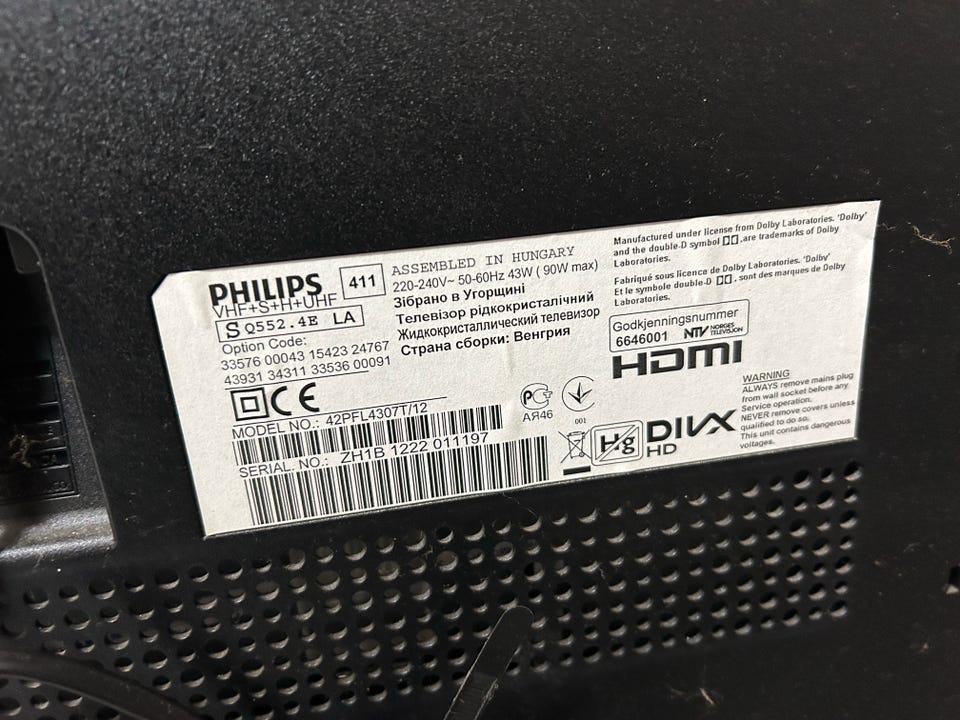 PHILIPS
411
VHF+S+H+UHF
S Q552.4E LA
Option Code:
33576 00043 15423 24767
43931 34311 33536 00091
CE
MODEL NO.: 42PFL4307T/12
SERIAL. NO.: ZH1B 1222 011197
ASSEMBLED IN HUNGARY
220-240V~ 50-60Hz 43W ( 90W max)
Зібрано в Угорщині
Телевізор рідкокристалічний
Жидкокристаллический телевизор
Страна сборки: Венгрия
АЯ46
001
Manufactured under license from Dolby Laboratories. 'Dolby'
and the double-D symbol ,are trademarks of Dolby
Laboratories.
Fabriqué sous licence de Dolby Laboratories. 'Dolby'
Et le symbole double-D , sont des marques de Dolby
Laboratories.
Godkjenningsnummer
6646001 NTV NORGES
TELEVISJON
HDMI
Hg
DIVX
HD
WARNING
ALWAYS remove mains plug
from wall socket before any
Service operation.
NEVER remove covers unless
qualified to do so.
This unit contains dangerous
voltages.